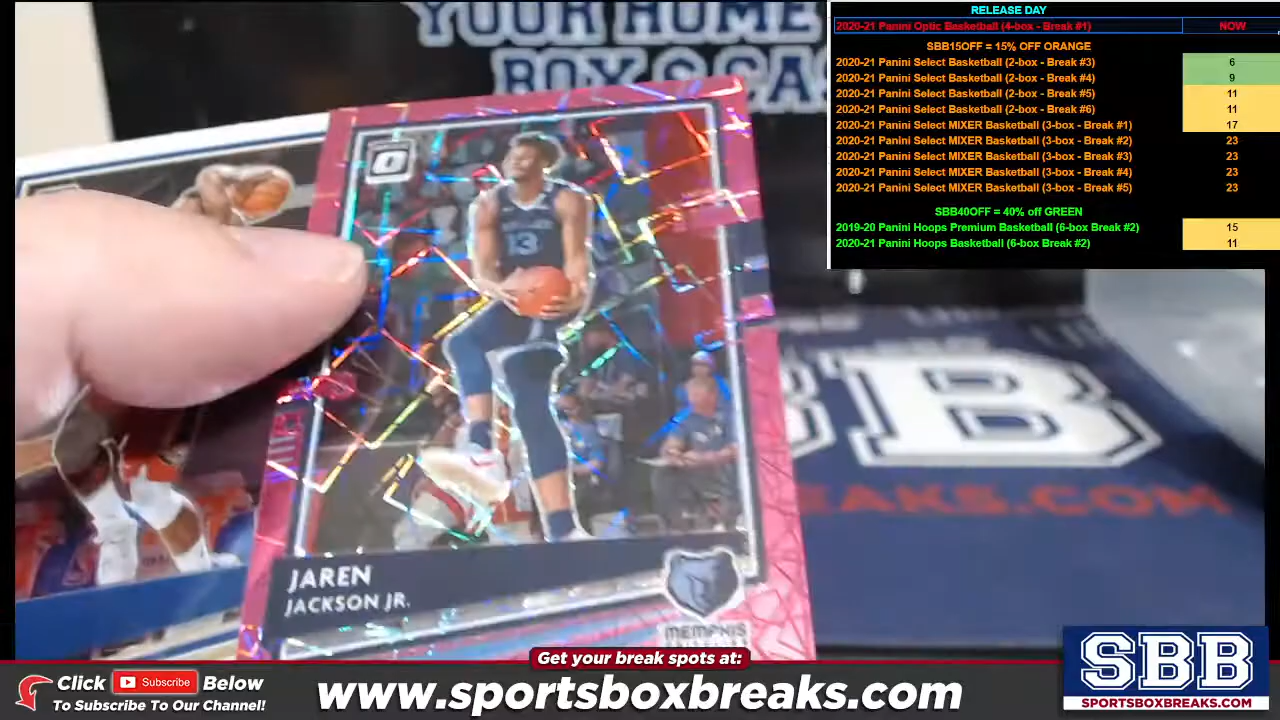 YOUR HOME
BOX & CA
RELEASE DAY
2020-21 Panini Optic Basketball (4-box - Break #1) NOW
SBB15OFF = 15% OFF ORANGE
2020-21 Panini Select Basketball (2-box - Break #3) 6
2020-21 Panini Select Basketball (2-box - Break #4) 9
2020-21 Panini Select Basketball (2-box - Break #5) 11
2020-21 Panini Select Basketball (2-box - Break #6) 11
2020-21 Panini Select MIXER Basketball (3-box - Break #1) 17
2020-21 Panini Select MIXER Basketball (3-box - Break #2) 23
2020-21 Panini Select MIXER Basketball (3-box - Break #3) 23
2020-21 Panini Select MIXER Basketball (3-box - Break #4) 23
2020-21 Panini Select MIXER Basketball (3-box - Break #5) 23
SBB40OFF = 40% off GREEN
2019-20 Panini Hoops Premium Basketball (6-box Break #2) 15
2020-21 Panini Hoops Basketball (6-box Break #2) 11
13
B
EAKS.COM
JAREN
JACKSON JR.
MEMPHIS
Get your break spots at:
Click Subscribe Below
To Subscribe To Our Channel!
www.sportsboxbreaks.com
SBB
SPORTSBOXBREAKS.COM